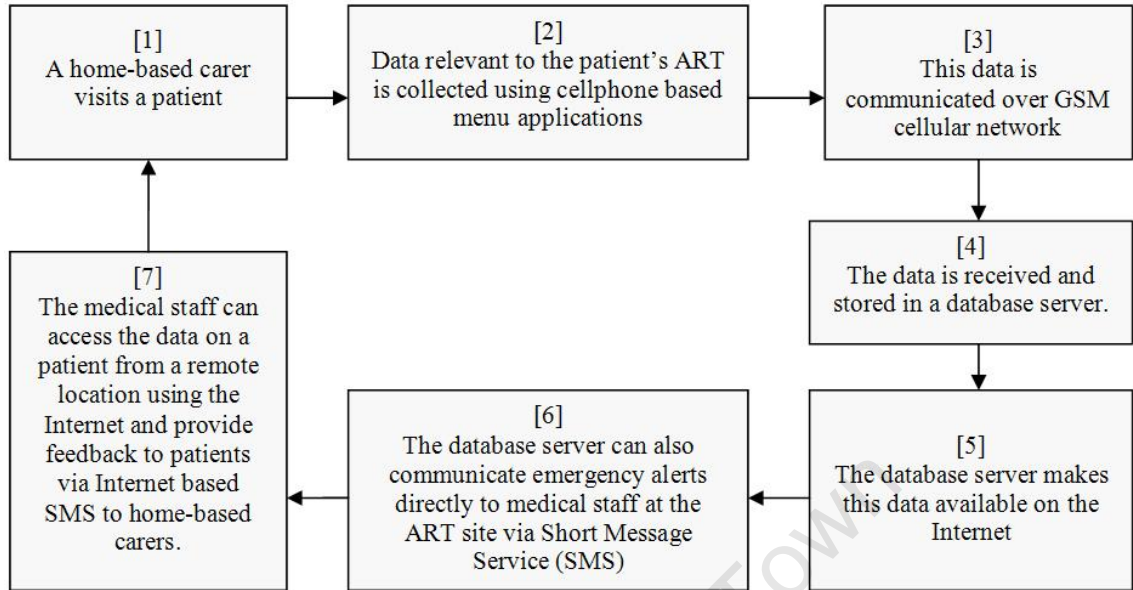 [1]
A home-based carer
visits a patient
[2]
Data relevant to the patient's ART
is collected using cellphone based
menu applications
[3]
This data is
communicated over GSM
cellular network
[4]
The data is received and
stored in a database server.
[5]
The database server makes
this data available on the
Internet
[6]
The database server can also
communicate emergency alerts
directly to medical staff at the
ART site via Short Message
Service (SMS)
[7]
The medical staff can
access the data on a
patient from a remote
location using the
Internet and provide
feedback to patients
via Internet based
SMS to home-based
carers.
Town